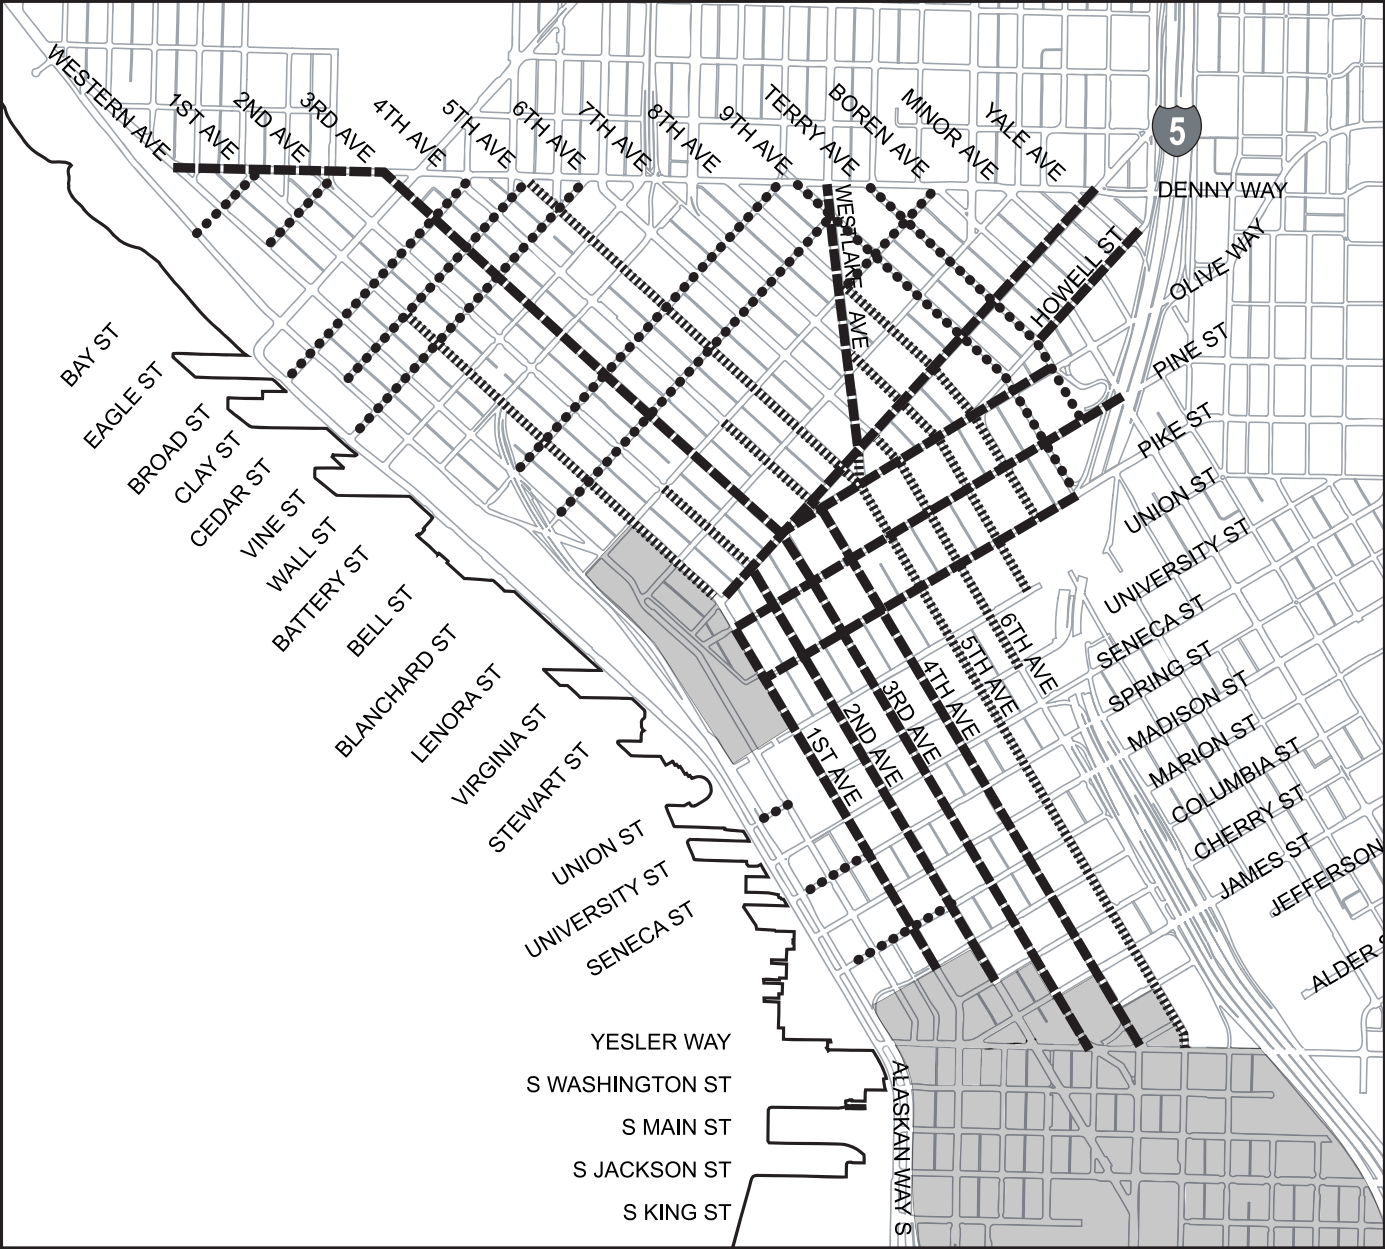 WESTERN AVE
1ST AVE
2ND AVE
3RD AVE
4TH AVE
5TH AVE
6TH AVE
7TH AVE
8TH AVE
9TH AVE
TERRY AVE
BOREN AVE
MINOR AVE
YALE AVE
5
DENNY WAY
WESTLAKE AVE
HOWELL ST
OLIVE WAY
PINE ST
PIKE ST
UNION ST
UNIVERSITY ST
SENECA ST
SPRING ST
MADISON ST
MARION ST
COLUMBIA ST
CHERRY ST
JAMES ST
JEFFERSON
ALDER S
BAY ST
EAGLE ST
BROAD ST
CLAY ST
CEDAR ST
VINE ST
WALL ST
BATTERY ST
BELL ST
BLANCHARD ST
LENORA ST
VIRGINIA ST
STEWART ST
UNION ST
UNIVERSITY ST
SENECA ST
1ST AVE
2ND AVE
3RD AVE
4TH AVE
5TH AVE
6TH AVE
YESLER WAY
S WASHINGTON ST
S MAIN ST
S JACKSON ST
S KING ST
ALASKAN WAY S